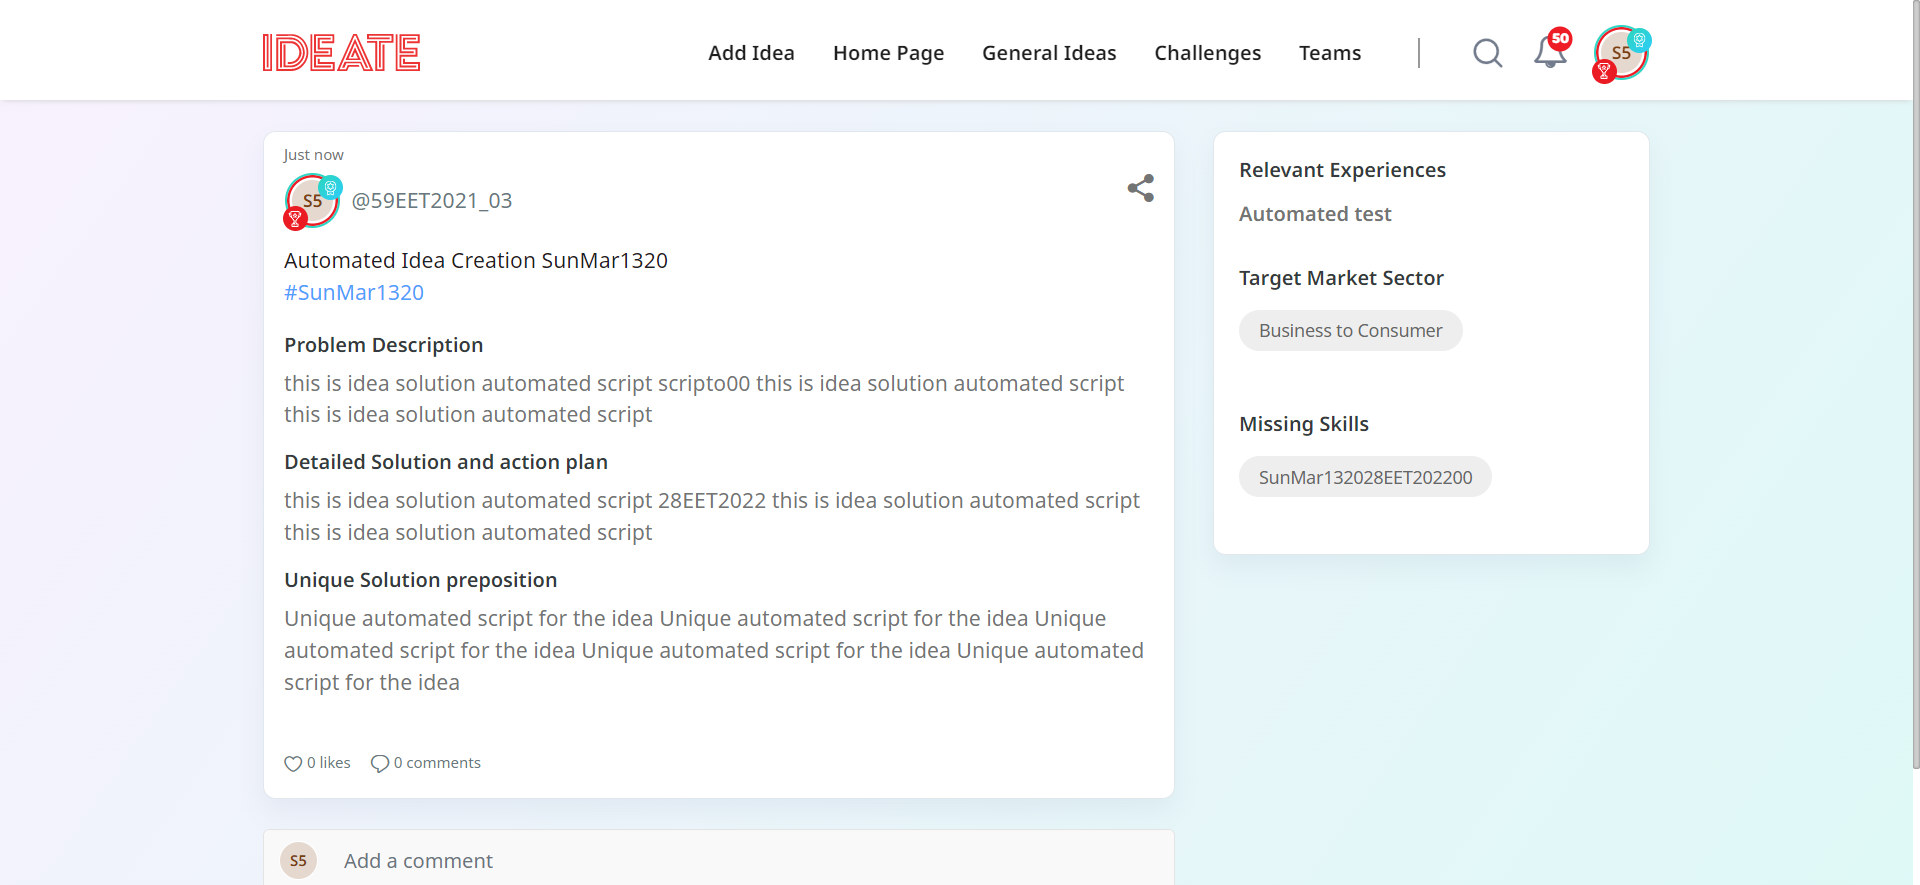 IDEATE
Add Idea Home Page General Ideas Challenges Teams
50
S5
Just now
S5
@59EET2021_03
Automated Idea Creation SunMar1320
#SunMar1320
Problem Description
this is idea solution automated script scripto00 this is idea solution automated script
this is idea solution automated script
Detailed Solution and action plan
this is idea solution automated script 28EET2022 this is idea solution automated script
this is idea solution automated script
Unique Solution preposition
Unique automated script for the idea Unique automated script for the idea Unique
automated script for the idea Unique automated script for the idea Unique automated
script for the idea
0 likes 0 comments
S5
Add a comment
Relevant Experiences
Automated test
Target Market Sector
Business to Consumer
Missing Skills
SunMar132028EET202200